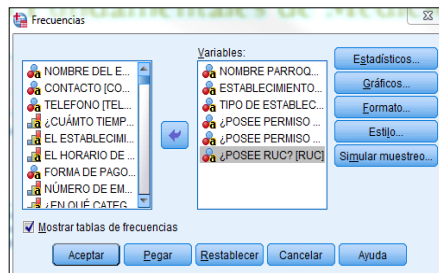 Frecuencias
NOMBRE DEL E...
CONTACTO [CO...
TELEFONO [TEL...
¿CUÁNTO TIEMP...
EL ESTABLECIMI...
EL HORARIO DE ...
FORMA DE PAGO...
NÚMERO DE EM...
¿EN QUÉ CATEG...
Variables:
NOMBRE PARROQ...
ESTABLECIMIENTO...
TIPO DE ESTABLEC...
¿POSEE PERMISO ...
¿POSEE PERMISO ...
¿POSEE RUC? [RUC]
Estadísticos...
Gráficos...
Formato...
Estilo...
Simular muestreo...
Mostrar tablas de frecuencias
Aceptar Pegar Restablecer Cancelar Ayuda